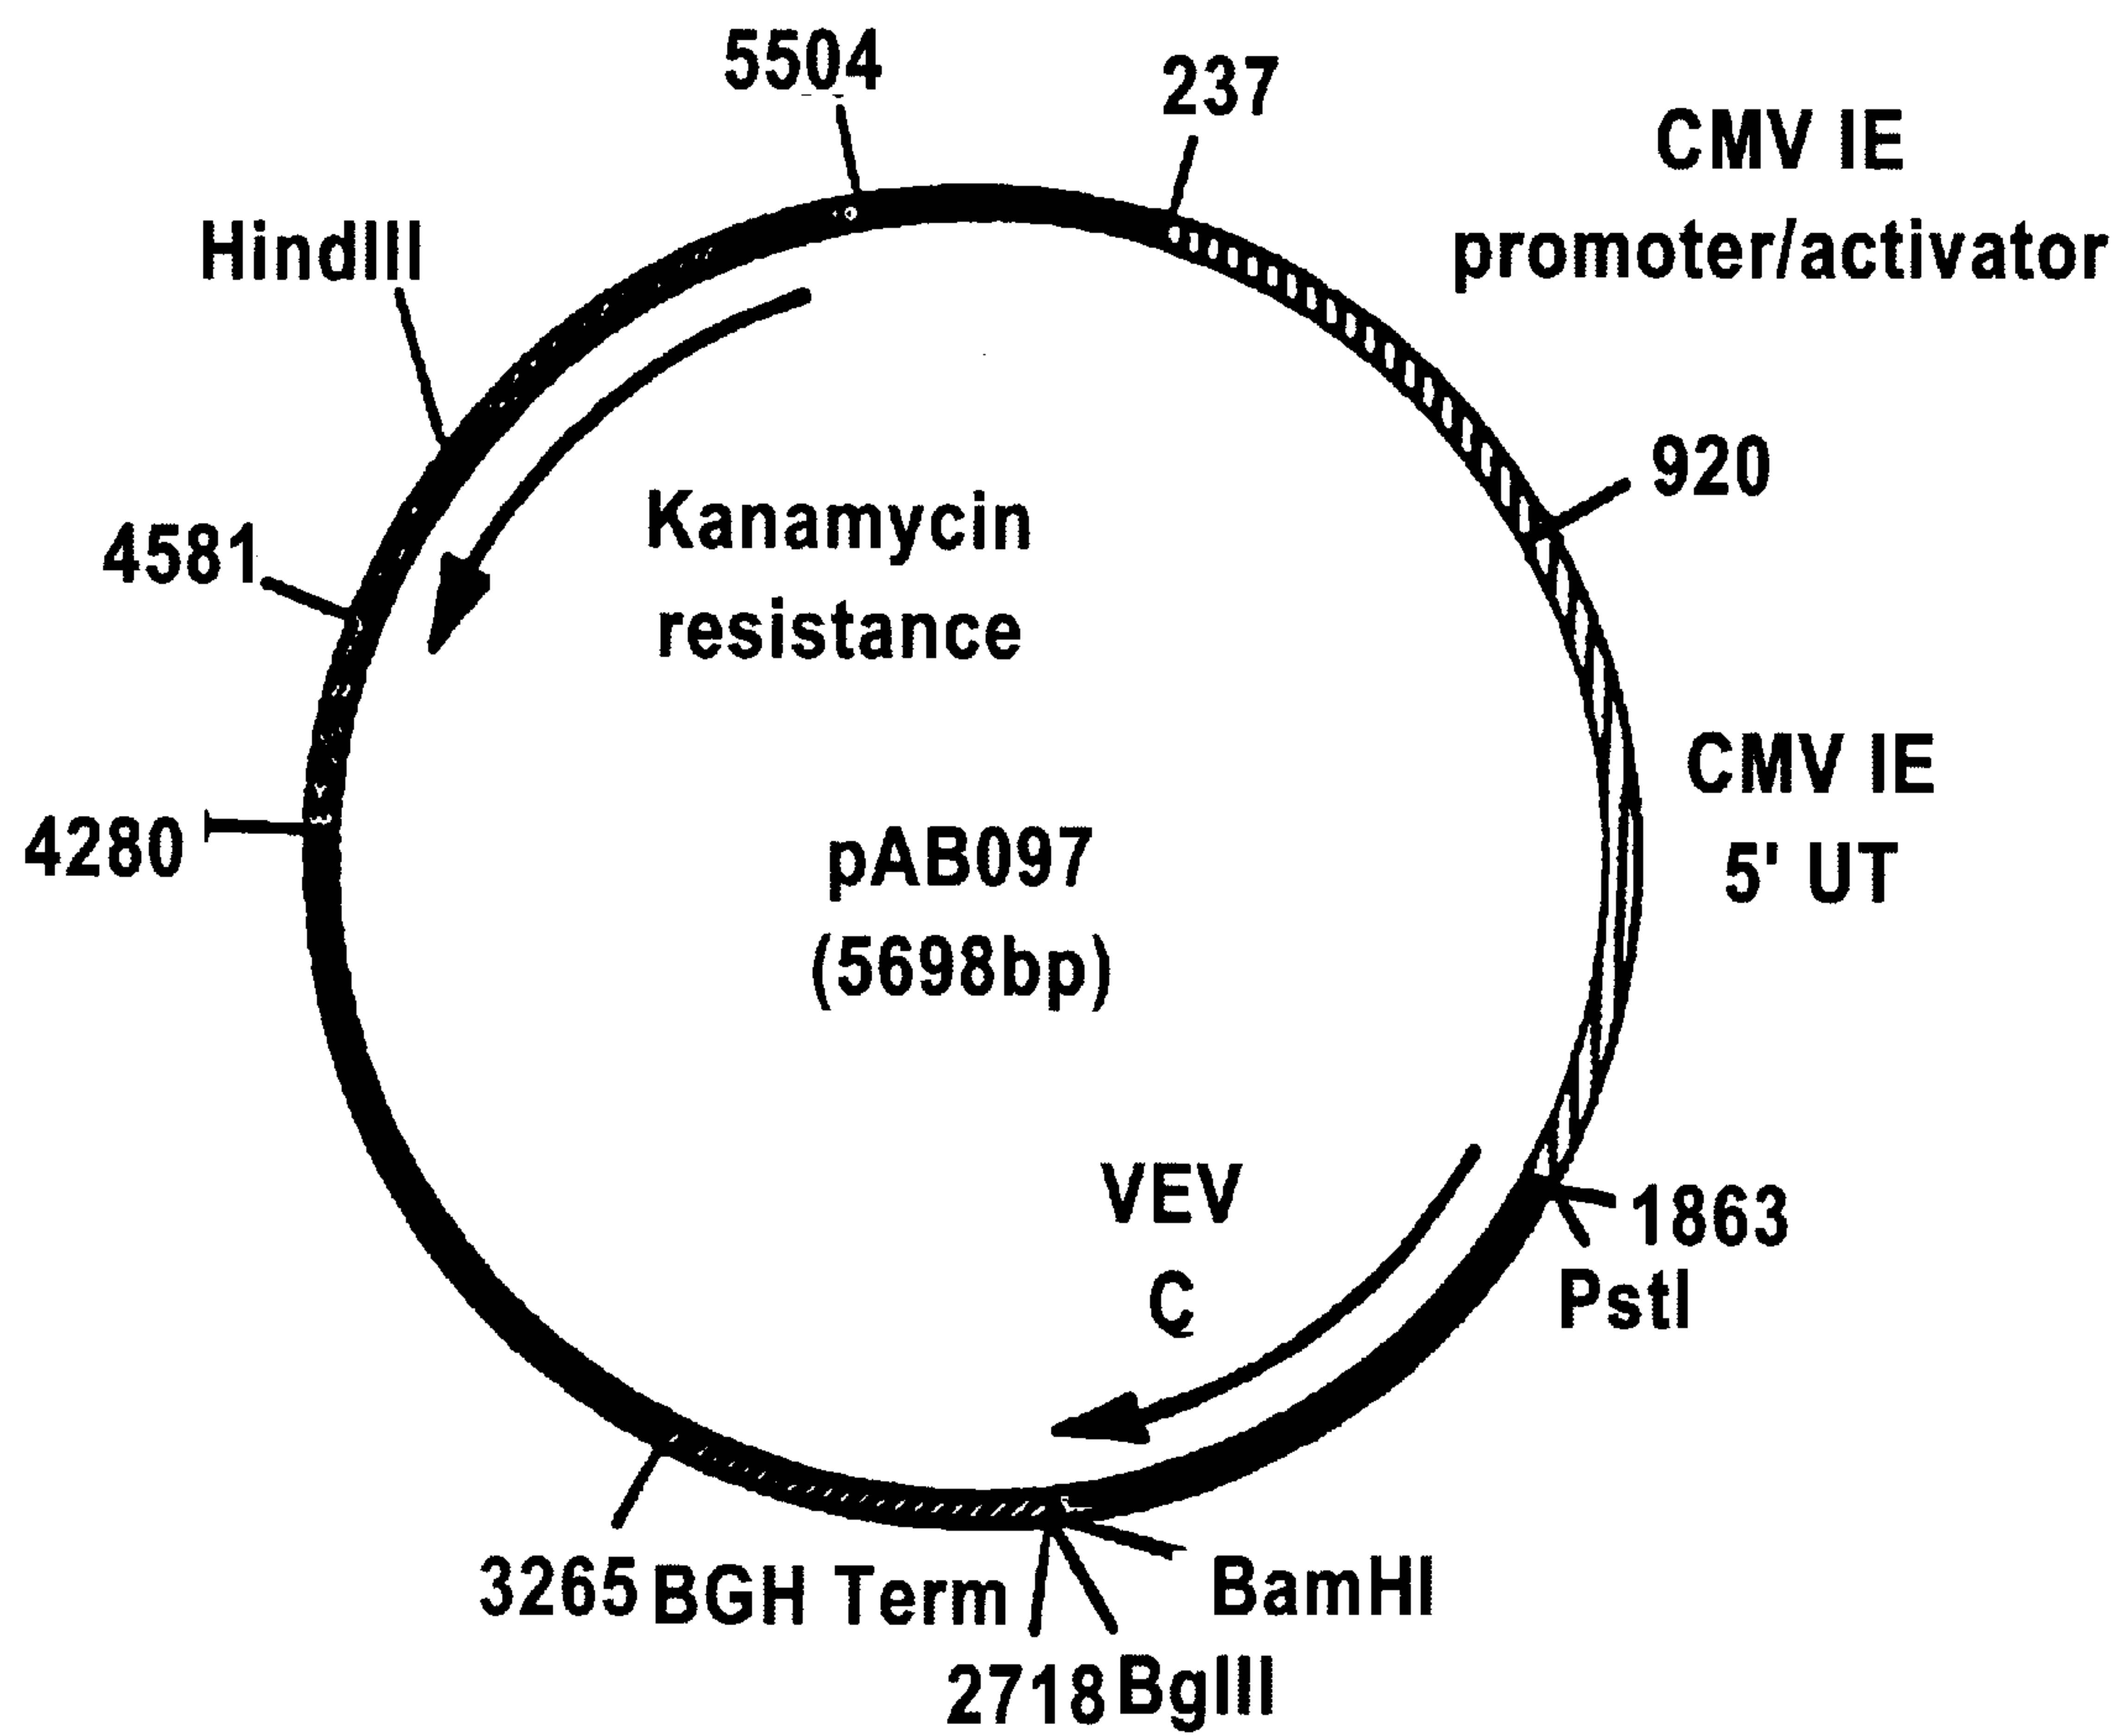 5504
237
CMV IE
promoter/activator
HindIII
920
Kanamycin
resistance
4581
CMV IE
5' UT
4280
pAB097
(5698bp)
VEV
C
1863
PstI
3265
BGH Term
BamHI
2718
BglII